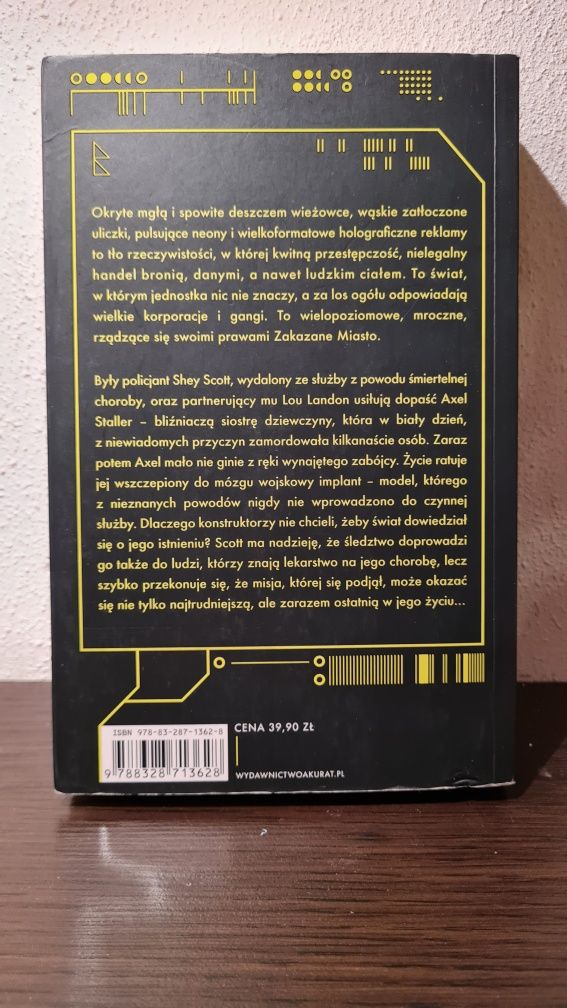 Okryte mgłą i spowite deszczem wieżowce, wąskie zatłoczone
uliczki, pulsujące neony i wielkoformatowe holograficzne reklamy
to tło rzeczywistości, w której kwitną przestępczość, nielegalny
handel bronią, danymi, a nawet ludzkim ciałem. To świat,
w którym jednostka nic nie znaczy, a za los ogółu odpowiadają
wielkie korporacje i gangi. To wielopoziomowe, mroczne,
rządzące się swoimi prawami Zakazane Miasto.
Były policjant Shey Scott, wydalony ze służby z powodu śmiertelnej
choroby, oraz partnerujący mu Lou Landon usiłują dopaść Axel
Staller – bliźniaczą siostrę dziewczyny, która w biały dzień,
z niewiadomych przyczyn zamordowała kilkanaście osób. Zaraz
potem Axel mało nie ginie z ręki wynajętego zabójcy. Życie ratuje
jej wszczepiony do mózgu wojskowy implant – model, którego
z nieznanych powodów nigdy nie wprowadzono do czynnej
służby. Dlaczego konstruktorzy nie chcieli, żeby świat dowiedział
się o jego istnieniu? Scott ma nadzieję, że śledztwo doprowadzi
go także do ludzi, którzy znają lekarstwo na jego chorobę, lecz
szybko przekonuje się, że misja, której się podjął, może okazać
się nie tylko najtrudniejszą, ale zarazem ostatnią w jego życiu...
ISBN 978-83-287-1362-8
CENA 39,90 ZŁ
9 788328 713628
WYDAWNICTWOAKURAT.PL